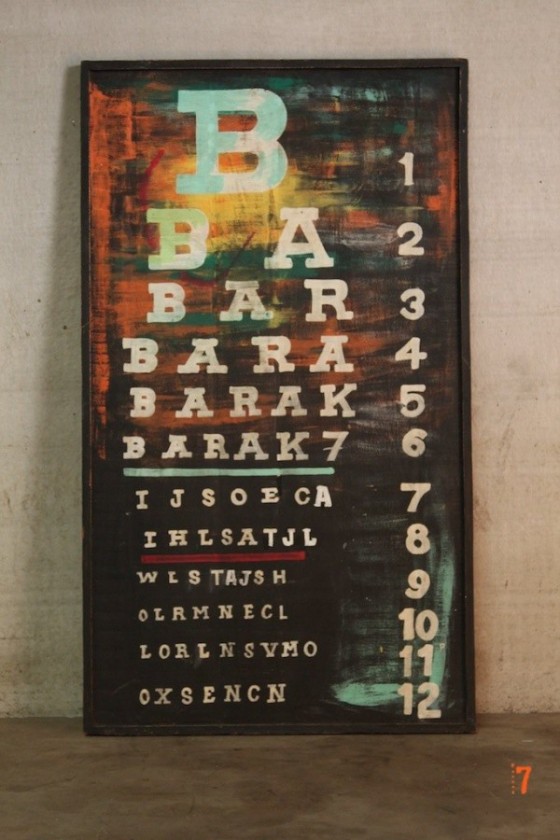 B 1
B A 2
B A R 3
B A R A 4
B A R A K 5
B A R A K 7 6
I J S O E C A 7
I H L S A T J L 8
W L S T A J S H 9
O L R M N E C L 10
L O R L N S V M O 11
O X S E N C N 12
7